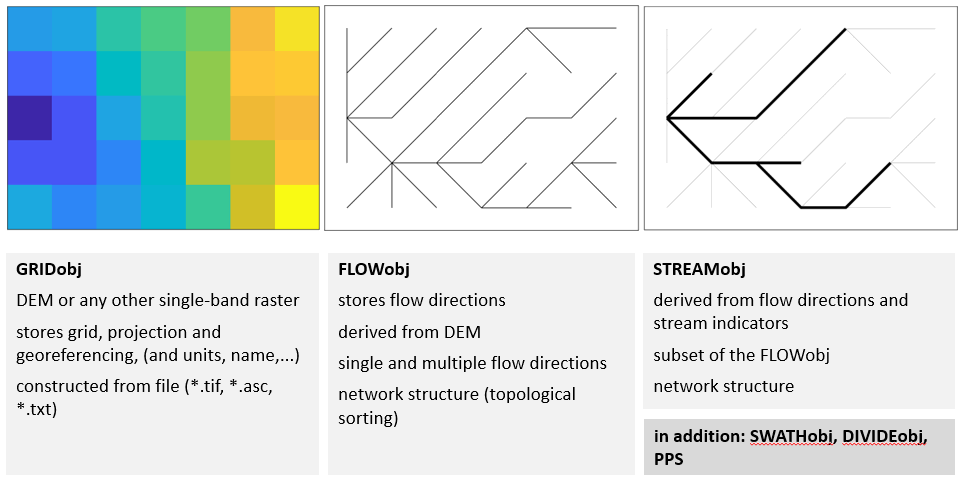 GRIDobj
DEM or any other single-band raster
stores grid, projection and
georeferencing, (and units, name,...)
constructed from file (*.tif, *.asc,
*.txt)
FLOWobj
stores flow directions
derived from DEM
single and multiple flow directions
network structure (topological
sorting)
STREAMobj
derived from flow directions and
stream indicators
subset of the FLOWobj
network structure
in addition: SWATHobj, DIVIDEobj,
PPS